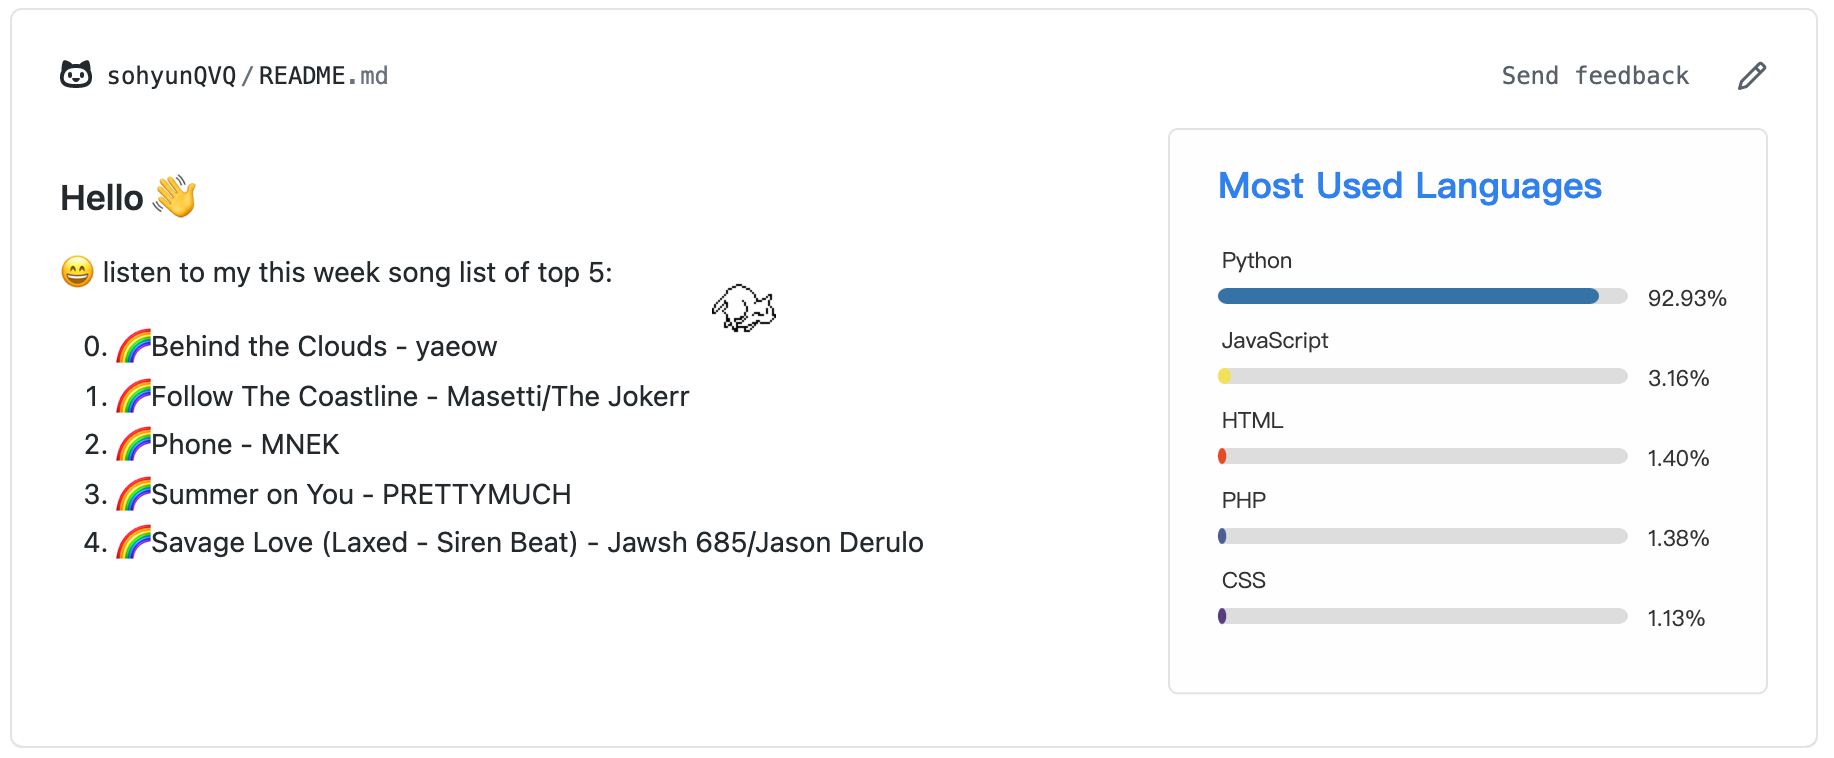 sohyunQVQ/README.md
Send feedback
Hello 👋
😄 listen to my this week song list of top 5:
0. 🌈Behind the Clouds - yaeow
1. 🌈Follow The Coastline - Masetti/The Jokerr
2. 🌈Phone - MNEK
3. 🌈Summer on You - PRETTYMUCH
4. 🌈Savage Love (Laxed - Siren Beat) - Jawsh 685/Jason Derulo
Most Used Languages
Python
92.93%
JavaScript
3.16%
HTML
1.40%
PHP
1.38%
CSS
1.13%